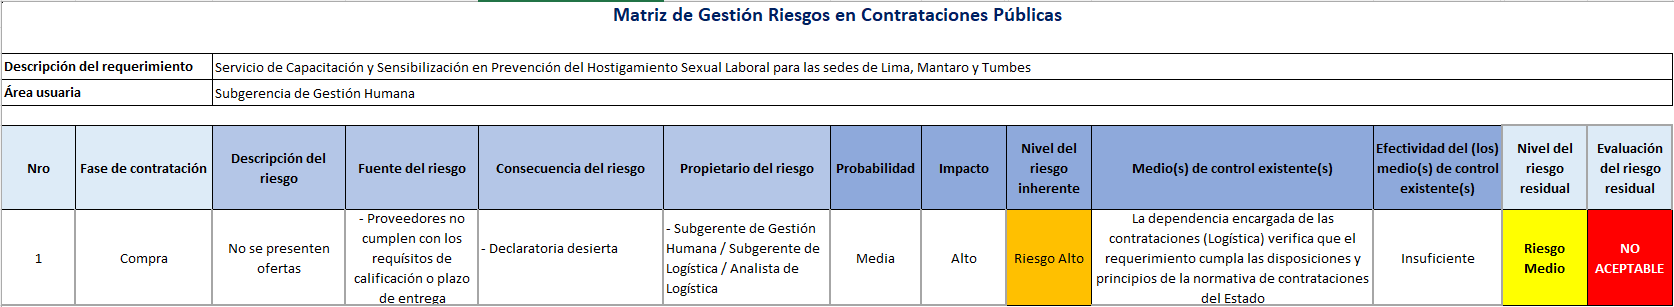 Matriz de Gestión Riesgos en Contrataciones Públicas
Descripción del requerimiento Servicio de Capacitación y Sensibilización en Prevención del Hostigamiento Sexual Laboral para las sedes de Lima, Mantaro y Tumbes
Área usuaria Subgerencia de Gestión Humana
Nro
Fase de contratación
Descripción del
riesgo
Fuente del riesgo
Consecuencia del riesgo
Propietario del riesgo
Probabilidad
Impacto
Nivel del
riesgo
inherente
Medio(s) de control existente(s)
Efectividad del (los)
medio(s) de control
existente(s)
Nivel del
riesgo
residual
Evaluación
del riesgo
residual
1
Compra
No se presenten
ofertas
- Proveedores no
cumplen con los
requísitos de
calificación o plazo
de entrega
- Declaratoria desierta
- Subgerente de Gestión
Humana / Subgerente de
Logística / Analista de
Logística
Media
Alto
Riesgo Alto
La dependencia encargada de las
contrataciones (Logística) verifica que el
requerimiento cumpla las disposiciones y
principios de la normativa de contrataciones
del Estado
Insuficiente
Riesgo
Medio
NO
ACEPTABLE